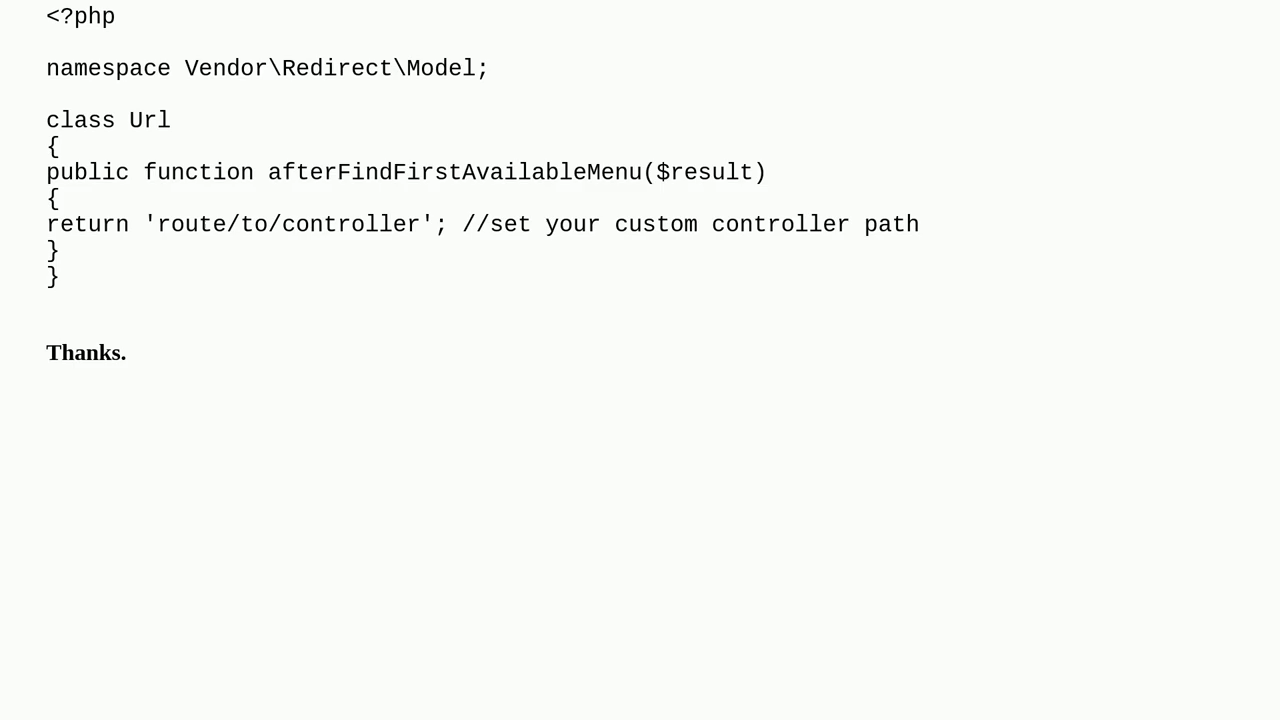 <?php
namespace Vendor\Redirect\Model;
class Url
{
public function afterFindFirstAvailableMenu($result)
{
return 'route/to/controller'; //set your custom controller path
}
}
Thanks.